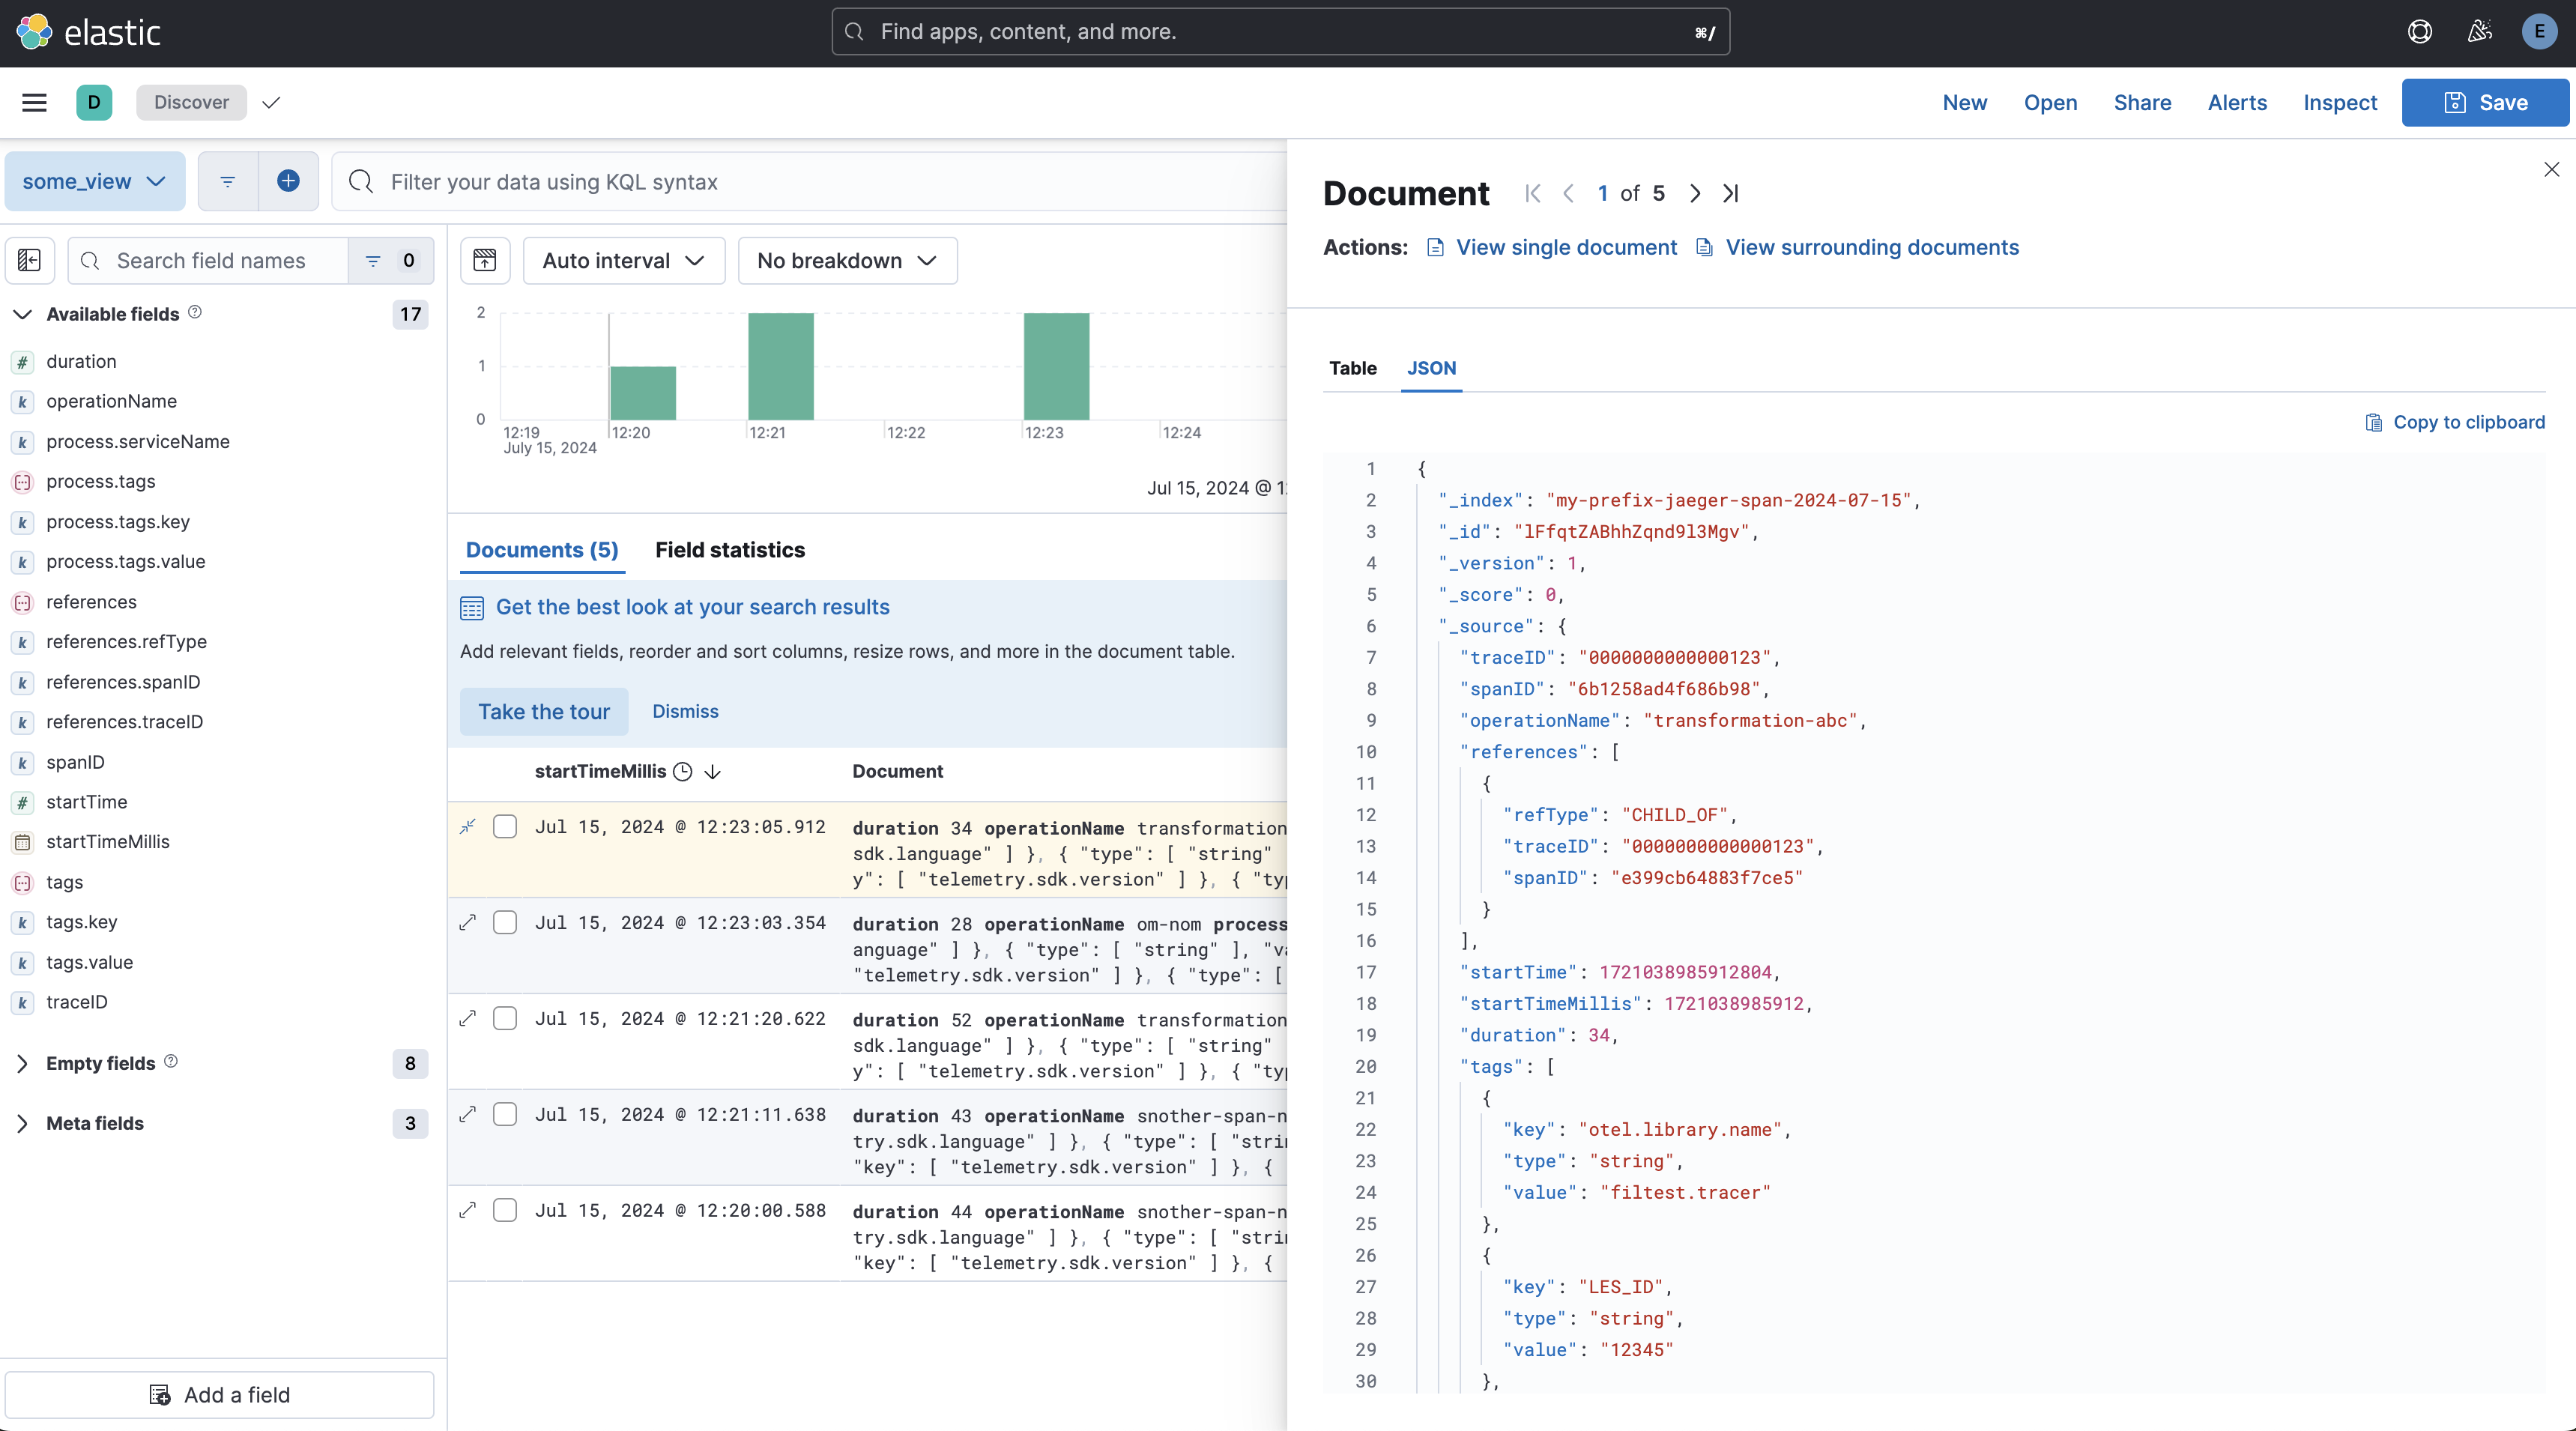 elastic
Find apps, content, and more.
⌘/
E
D
Discover
New
Open
Share
Alerts
Inspect
Save
some_view
Filter your data using KQL syntax
Search field names
0
Available fields
17
duration
operationName
process.serviceName
process.tags
process.tags.key
process.tags.value
references
references.refType
references.spanID
references.traceID
spanID
startTime
startTimeMillis
tags
tags.key
tags.value
traceID
Empty fields
8
Meta fields
3
Add a field
Auto interval
No breakdown
2
1
0
12:19
July 15, 2024
12:20
12:21
12:22
12:23
12:24
Jul 15, 2024 @
Documents (5)
Field statistics
Get the best look at your search results
Add relevant fields, reorder and sort columns, resize rows, and more in the document table.
Take the tour
Dismiss
startTimeMillis
Document
Jul 15, 2024 @ 12:23:05.912
duration 34 operationName transformation
sdk.language" ] }, { "type": [ "string"
y": [ "telemetry.sdk.version" ] }, { "typ
Jul 15, 2024 @ 12:23:03.354
duration 28 operationName om-nom process
anguage" ] }, { "type": [ "string" ], "va
"telemetry.sdk.version" ] }, { "type": [
Jul 15, 2024 @ 12:21:20.622
duration 52 operationName transformation
sdk.language" ] }, { "type": [ "string"
y": [ "telemetry.sdk.version" ] }, { "typ
Jul 15, 2024 @ 12:21:11.638
duration 43 operationName snother-span-n
try.sdk.language" ] }, { "type": [ "strin
"key": [ "telemetry.sdk.version" ] }, {
Jul 15, 2024 @ 12:20:00.588
duration 44 operationName snother-span-n
try.sdk.language" ] }, { "type": [ "strin
"key": [ "telemetry.sdk.version" ] }, {
Document
1 of 5
Actions:
View single document
View surrounding documents
Table
JSON
Copy to clipboard
1 {
2 "_index": "my-prefix-jaeger-span-2024-07-15",
3 "_id": "lFfqtZABhhZqnd9l3Mgv",
4 "_version": 1,
5 "_score": 0,
6 "_source": {
7 "traceID": "0000000000000123",
8 "spanID": "6b1258ad4f686b98",
9 "operationName": "transformation-abc",
10 "references": [
11 {
12 "refType": "CHILD_OF",
13 "traceID": "0000000000000123",
14 "spanID": "e399cb64883f7ce5"
15 }
16 ],
17 "startTime": 1721038985912804,
18 "startTimeMillis": 1721038985912,
19 "duration": 34,
20 "tags": [
21 {
22 "key": "otel.library.name",
23 "type": "string",
24 "value": "filtest.tracer"
25 },
26 {
27 "key": "LES_ID",
28 "type": "string",
29 "value": "12345"
30 },